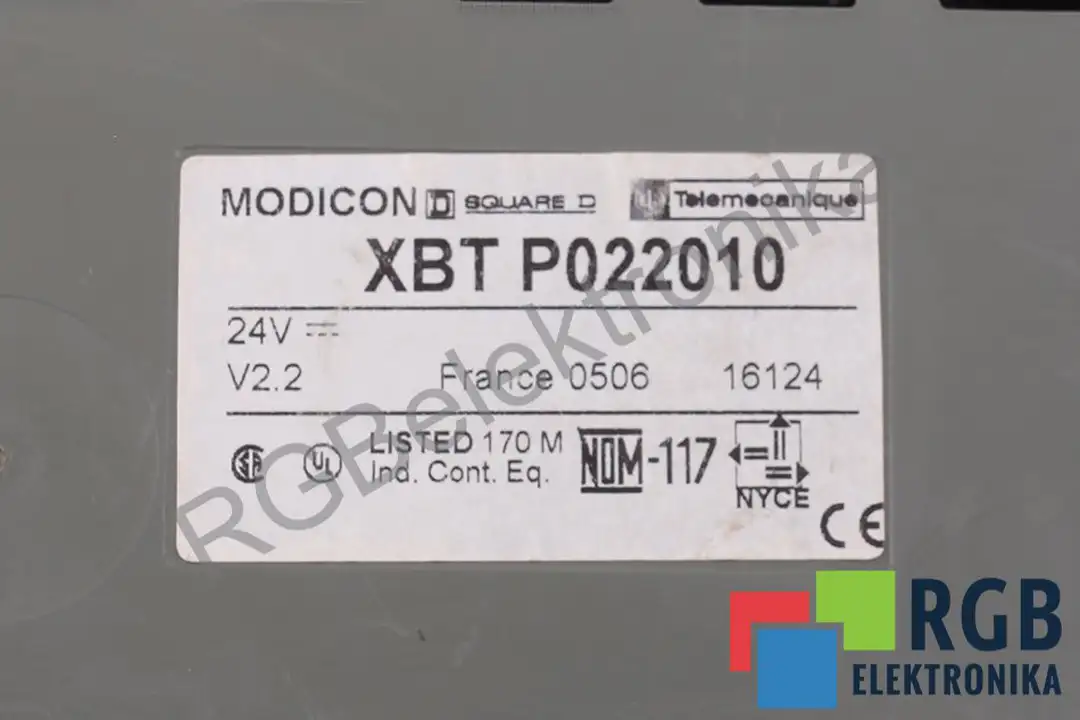 MODICON D SQUARE D Telemecanique
XBT P022010
24V
V2.2 France 0506 16124
LISTED 170 M
Ind. Cont. Eq.
UL
NOM-117
NYCE
CE
RGBelektronika
RGB
ELEKTRONIKA